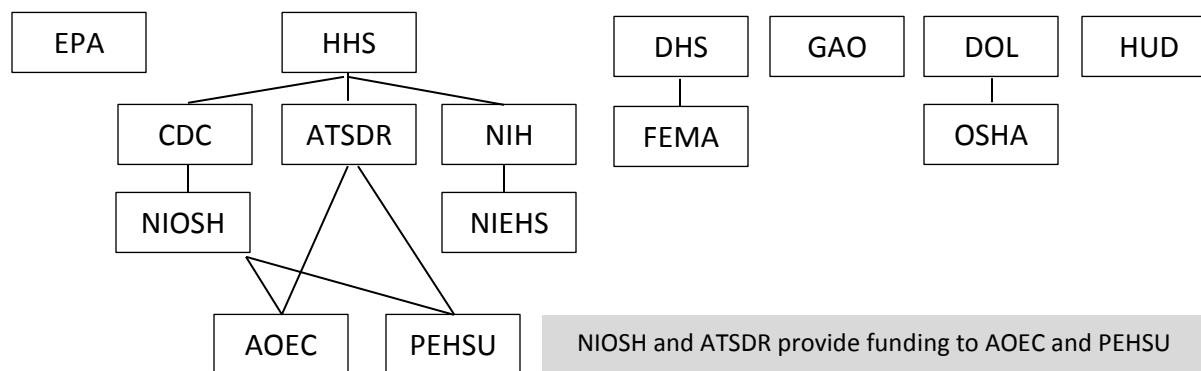 EPA
HHS
DHS
GAO
DOL
HUD
CDC
ATSDR
NIH
FEMA
OSHA
NIOSH
NIEHS
AOEC
PEHSU
NIOSH and ATSDR provide funding to AOEC and PEHSU